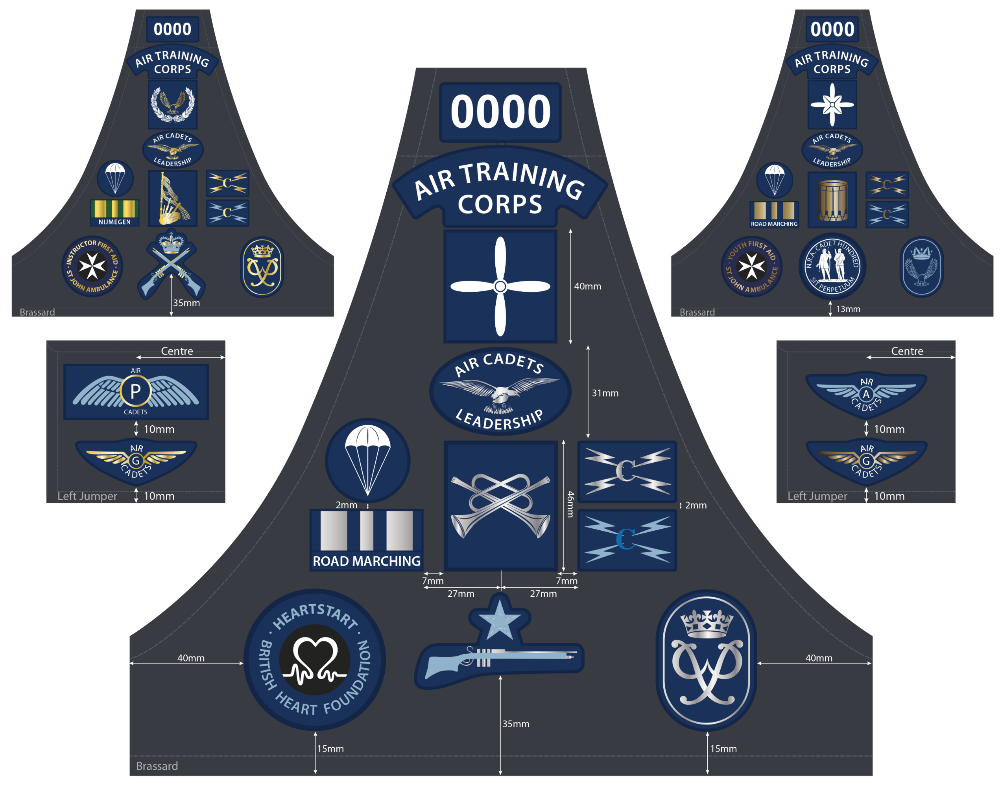 0000
AIR TRAINING
CORPS
AIR CADETS
LEADERSHIP
C
NIJMEGEN
C
INSTRUCTOR FIRST AID
ST JOHN AMBULANCE
35mm
Brassard
0000
AIR TRAINING
CORPS
AIR CADETS
LEADERSHIP
C
ROAD MARCHING
C
YOUTH FIRST AID
ST JOHN AMBULANCE
N.R.A. CADET HUNDRED
SIT PERPETUUM
13mm
Brassard
Centre
AIR
P
CADETS
10mm
AIR
G
CADETS
10mm
Left Jumper
0000
AIR TRAINING
CORPS
40mm
AIR CADETS
LEADERSHIP
31mm
C
46mm
2mm
2mm
C
ROAD MARCHING
7mm
7mm
27mm
27mm
· HEARTSTART ·
BRITISH HEART FOUNDATION
40mm
40mm
35mm
15mm
15mm
Brassard
Centre
AIR
A
CADETS
10mm
AIR
G
CADETS
10mm
Left Jumper